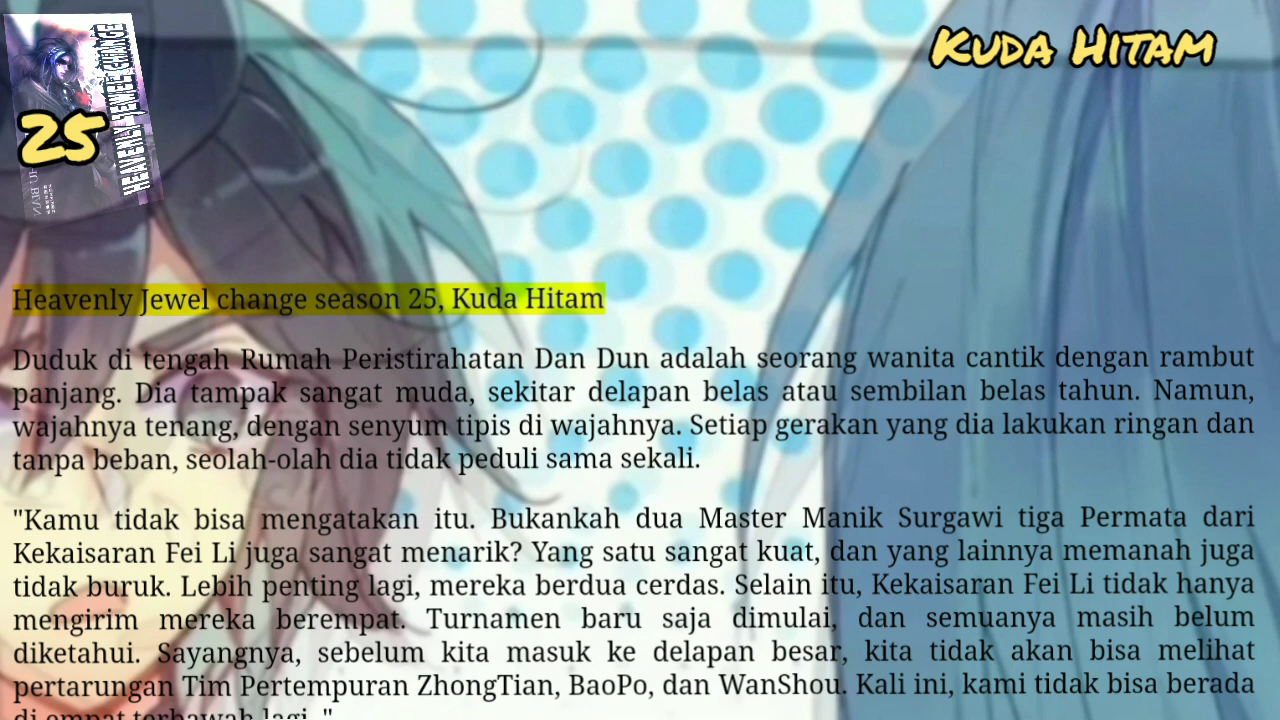 Kuda Hitam
HEAVENLY JEWEL CHANGE
25
Heavenly Jewel change season 25, Kuda Hitam
Duduk di tengah Rumah Peristirahatan Dan Dun adalah seorang wanita cantik dengan rambut
panjang. Dia tampak sangat muda, sekitar delapan belas atau sembilan belas tahun. Namun,
wajahnya tenang, dengan senyum tipis di wajahnya. Setiap gerakan yang dia lakukan ringan dan
tanpa beban, seolah-olah dia tidak peduli sama sekali.
"Kamu tidak bisa mengatakan itu. Bukankah dua Master Manik Surgawi tiga Permata dari
Kekaisaran Fei Li juga sangat menarik? Yang satu sangat kuat, dan yang lainnya memanah juga
tidak buruk. Lebih penting lagi, mereka berdua cerdas. Selain itu, Kekaisaran Fei Li tidak hanya
mengirim mereka berempat. Turnamen baru saja dimulai, dan semuanya masih belum
diketahui. Sayangnya, sebelum kita masuk ke delapan besar, kita tidak akan bisa melihat
pertarungan Tim Pertempuran ZhongTian, BaoPo, dan WanShou. Kali ini, kami tidak bisa berada
di empat terbawah lagi. "